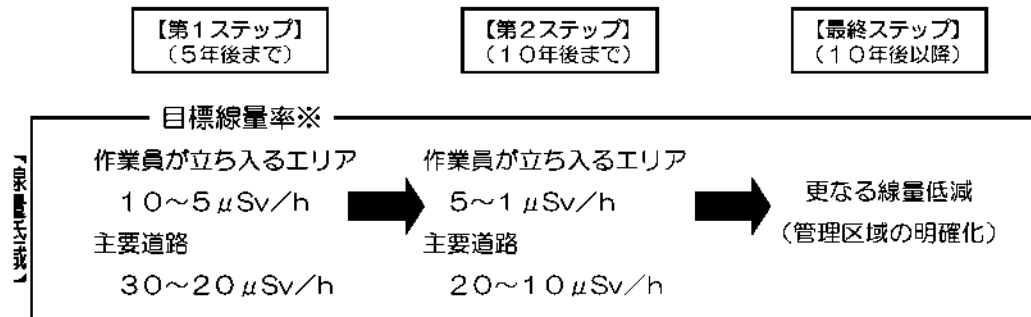 【第1ステップ】
(5年後まで)
【第2ステップ】
(10年後まで)
【最終ステップ】
(10年後以降)
目標線量率※
作業員が立ち入るエリア
10～5μSv/h
主要道路
30～20μSv/h
作業員が立ち入るエリア
5～1μSv/h
主要道路
20～10μSv/h
更なる線量低減
(管理区域の明確化)